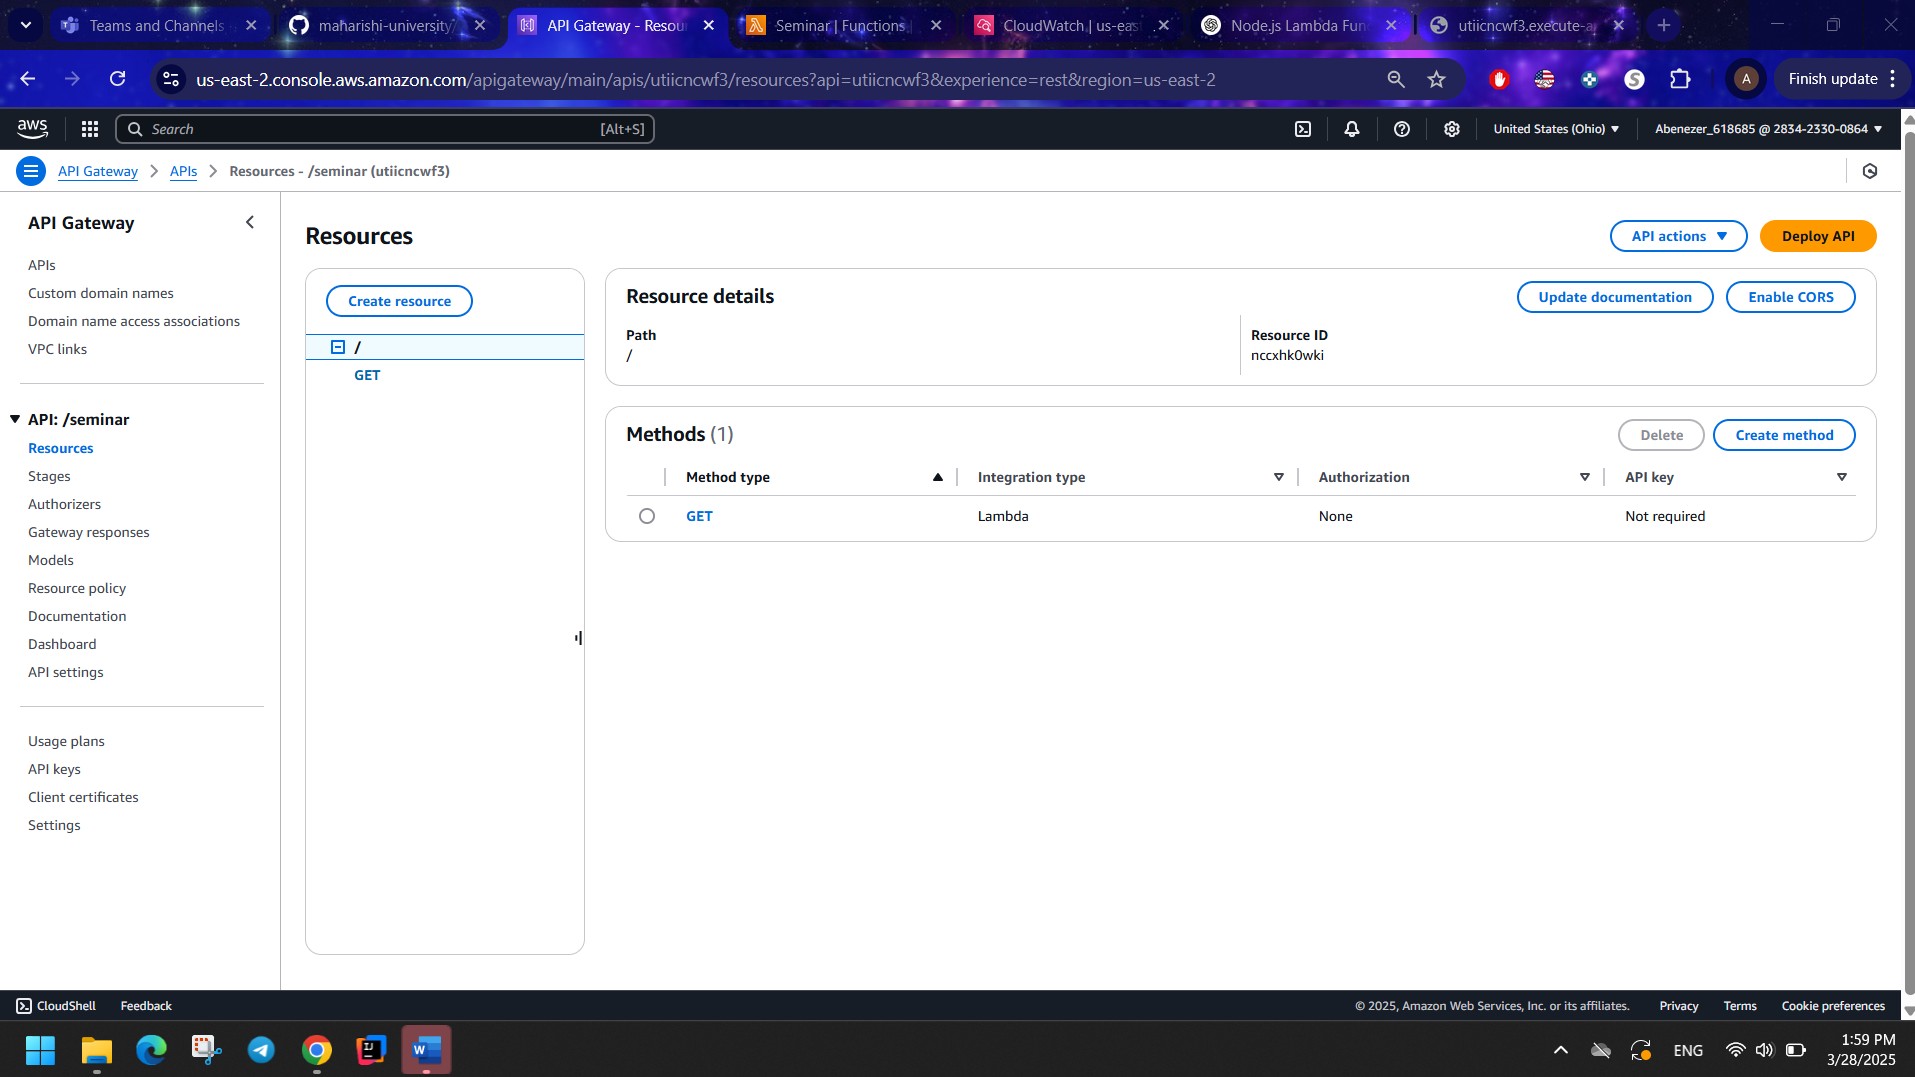 Teams and Channels
maharishi-university/
API Gateway - Resou
Seminar | Functions
CloudWatch | us-eas
Node.js Lambda Fun
utiicncwf3.execute-a
us-east-2.console.aws.amazon.com/apigateway/main/apis/utiicncwf3/resources?api=utiicncwf3&experience=rest&region=us-east-2
A
Finish update
aws
Search
[Alt+S]
United States (Ohio)
Abenezer_618685 @ 2834-2330-0864
API Gateway
APIs
Resources - /seminar (utiicncwf3)
API Gateway
APIs
Custom domain names
Domain name access associations
VPC links
API: /seminar
Resources
Stages
Authorizers
Gateway responses
Models
Resource policy
Documentation
Dashboard
API settings
Usage plans
API keys
Client certificates
Settings
Resources
API actions
Deploy API
Create resource
/
GET
Resource details
Update documentation
Enable CORS
Path
/
Resource ID
nccxhk0wki
Methods (1)
Delete
Create method
Method type
Integration type
Authorization
API key
GET
Lambda
None
Not required
CloudShell
Feedback
© 2025, Amazon Web Services, Inc. or its affiliates.
Privacy
Terms
Cookie preferences
ENG
1:59 PM
3/28/2025